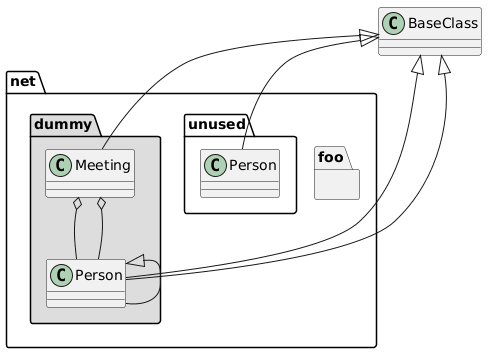 C BaseClass
net
dummy
unused
C Meeting
C Person
foo
C Person